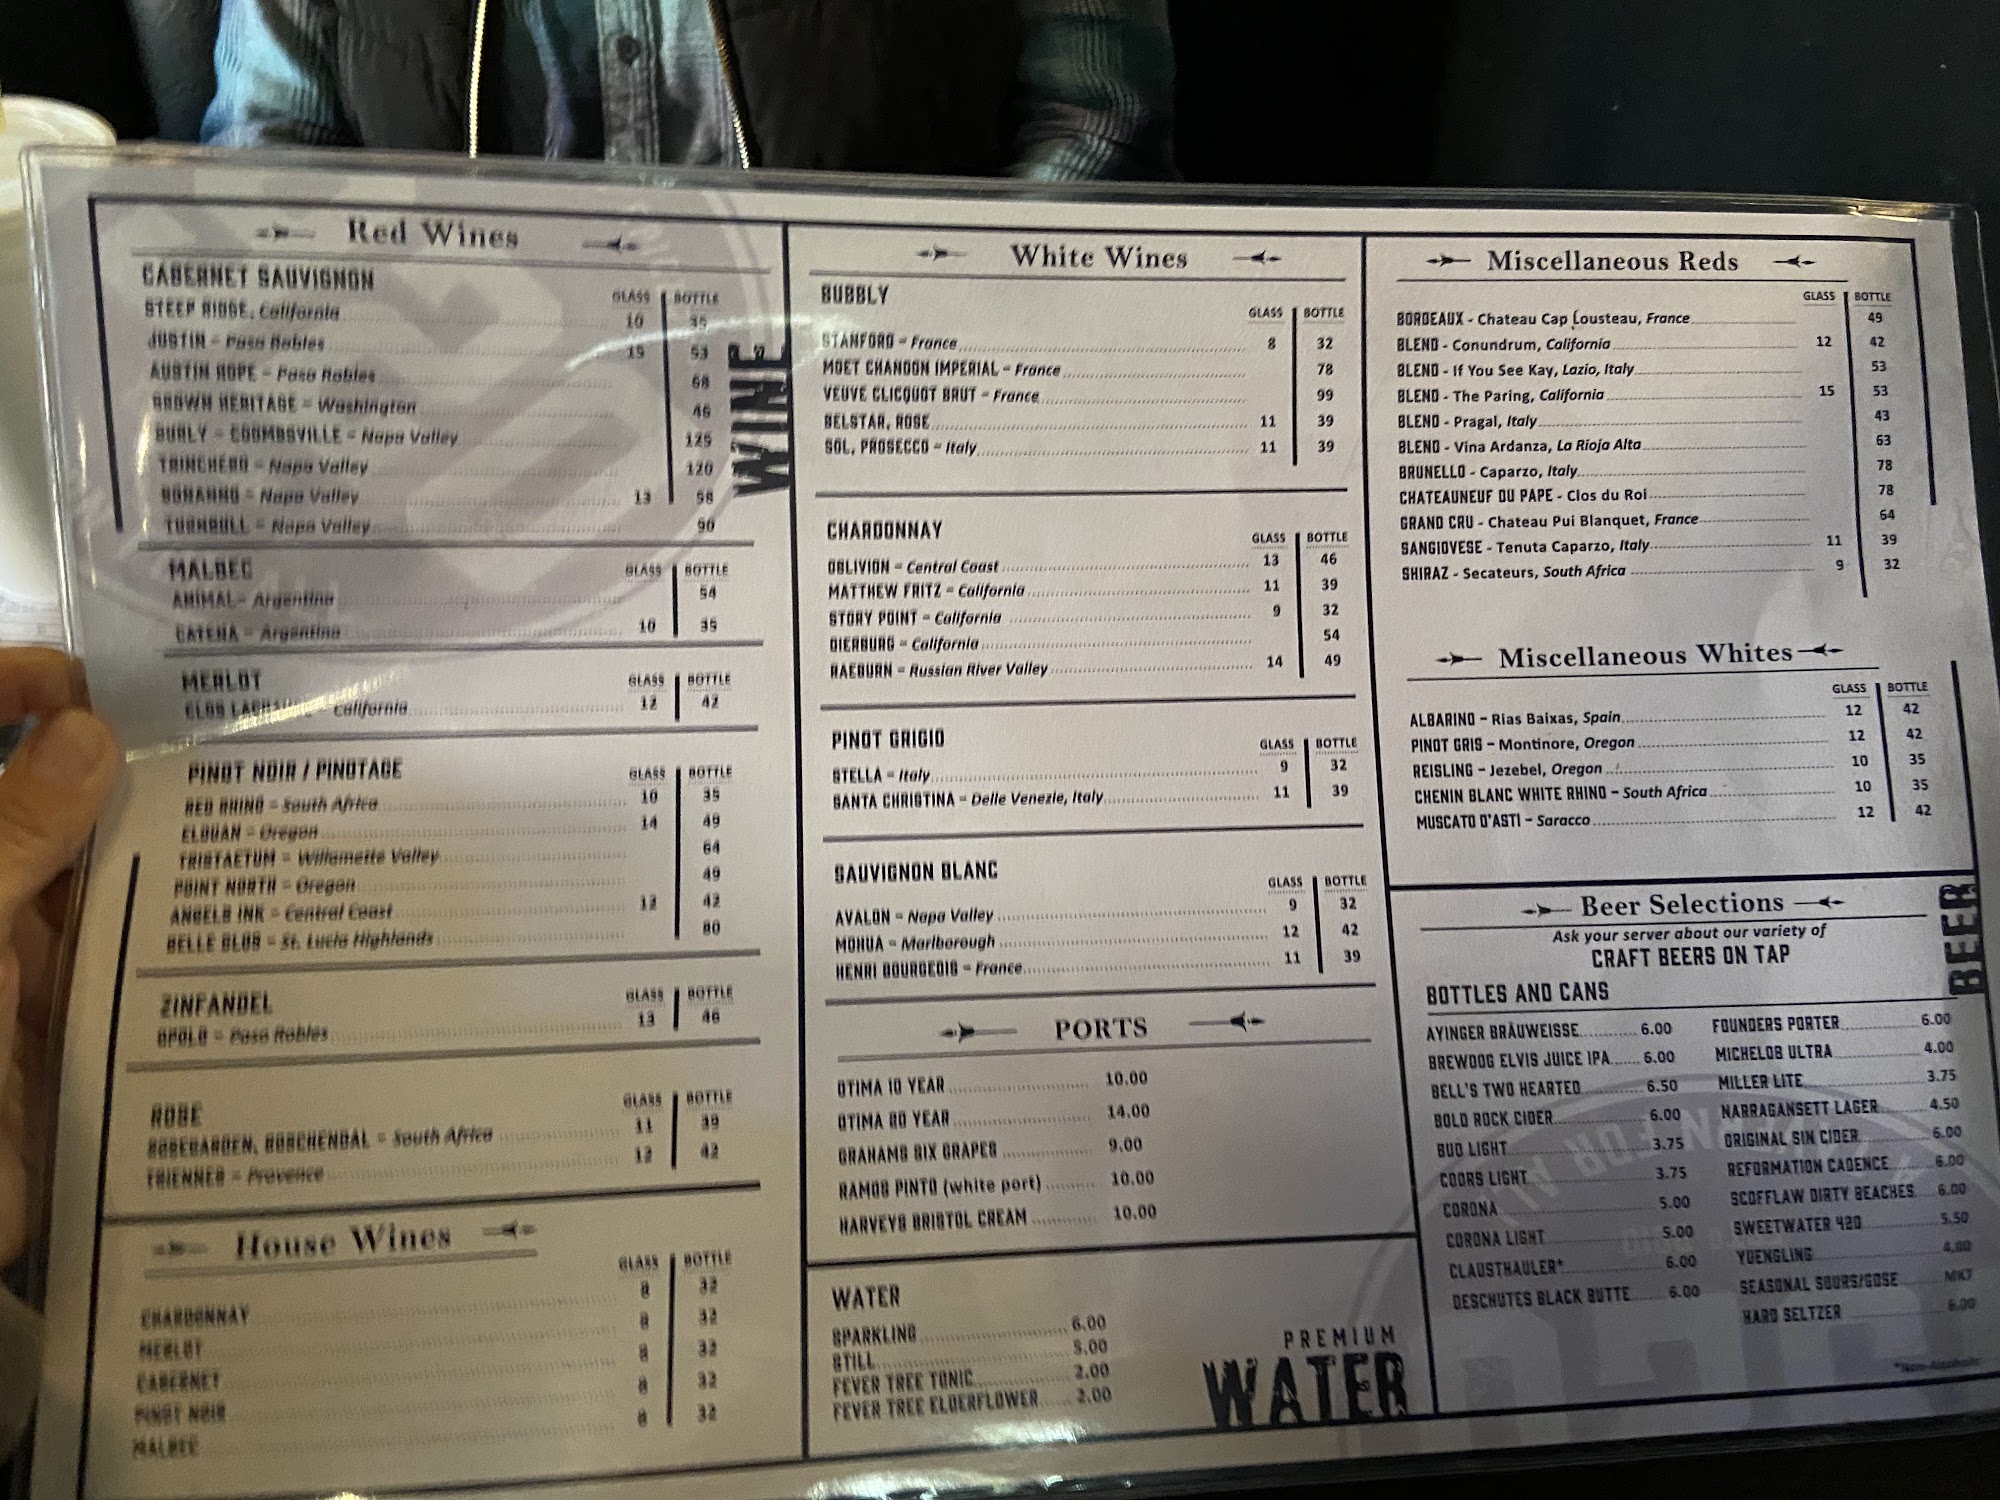 Red Wines
CABERNET SAUVIGNON
GLASS BOTTLE
STEEP RIDGE, California 10 35
JUSTIN - Paso Robles 15 53
AUSTIN HOPE - Paso Robles 68
BROWN HERITAGE - Washington 46
BURLY - COOMBSVILLE - Napa Valley 125
TRINCHERO - Napa Valley 120
BONANNO - Napa Valley 13 58
TURNBULL - Napa Valley 90
MALBEC
GLASS BOTTLE
ANIMAL - Argentina 54
CATENA - Argentina 10 35
MERLOT
GLASS BOTTLE
CLOS - California 12 42
PINOT NOIR / PINOTAGE
GLASS BOTTLE
RED RHINO - South Africa 10 35
ELOUAN - Oregon 14 49
TRISTAETUM - Willamette Valley 64
POINT NORTH - Oregon 49
ANGELS INK - Central Coast 12 42
BELLE GLOS - St. Lucia Highlands 80
ZINFANDEL
GLASS BOTTLE
OPOLO - Paso Robles 13 46
ROSE
GLASS BOTTLE
ROSEGARDEN, BOSCHENDAL - South Africa 11 39
TRIENNES - Provence 12 42
House Wines
GLASS BOTTLE
CHARDONNAY 8 32
MERLOT 8 32
CABERNET 8 32
PINOT NOIR 8 32
MALBEC 8 32
WINE
White Wines
BUBBLY
GLASS BOTTLE
STANFORD - France 8 32
MOET CHANDON IMPERIAL - France 78
VEUVE CLICQUOT BRUT - France 99
BELSTAR, ROSE 11 39
SOL, PROSECCO - Italy 11 39
CHARDONNAY
GLASS BOTTLE
OBLIVION - Central Coast 13 46
MATTHEW FRITZ - California 11 39
STORY POINT - California 9 32
DIERBURG - California 54
RAEBURN - Russian River Valley 14 49
PINOT GRIGIO
GLASS BOTTLE
STELLA - Italy 9 32
SANTA CHRISTINA - Delle Venezie, Italy 11 39
SAUVIGNON BLANC
GLASS BOTTLE
AVALON - Napa Valley 9 32
MOHUA - Marlborough 12 42
HENRI BOURGEOIS - France 11 39
PORTS
OTIMA 10 YEAR 10.00
OTIMA 20 YEAR 14.00
GRAHAMS SIX GRAPES 9.00
RAMOS PINTO (white port) 10.00
HARVEYS BRISTOL CREAM 10.00
WATER
SPARKLING 6.00
STILL 5.00
FEVER TREE TONIC 2.00
FEVER TREE ELDERFLOWER 2.00
PREMIUM
WATER
Miscellaneous Reds
GLASS BOTTLE
BORDEAUX - Chateau Cap Lousteau, France 49
BLEND - Conundrum, California 12 42
BLEND - If You See Kay, Lazio, Italy 53
BLEND - The Paring, California 15 53
BLEND - Pragal, Italy 43
BLEND - Vina Ardanza, La Rioja Alta 63
BRUNELLO - Caparzo, Italy 78
CHATEAUNEUF DU PAPE - Clos du Roi 78
GRAND CRU - Chateau Pui Blanquet, France 64
SANGIOVESE - Tenuta Caparzo, Italy 11 39
SHIRAZ - Secateurs, South Africa 9 32
Miscellaneous Whites
GLASS BOTTLE
ALBARINO - Rias Baixas, Spain 12 42
PINOT GRIS - Montinore, Oregon 12 42
REISLING - Jezebel, Oregon 10 35
CHENIN BLANC WHITE RHINO - South Africa 10 35
MUSCATO D'ASTI - Saracco 12 42
BEER
Beer Selections
Ask your server about our variety of
CRAFT BEERS ON TAP
BOTTLES AND CANS
AYINGER BRÄUWEISSE 6.00
BREWDOG ELVIS JUICE IPA 6.00
BELL'S TWO HEARTED 6.50
BOLD ROCK CIDER 6.00
BUD LIGHT 3.75
COORS LIGHT 3.75
CORONA 5.00
CORONA LIGHT 5.00
CLAUSTHAULER* 6.00
DESCHUTES BLACK BUTTE 6.00
FOUNDERS PORTER 6.00
MICHELOB ULTRA 4.00
MILLER LITE 3.75
NARRAGANSETT LAGER 4.50
ORIGINAL SIN CIDER 6.00
REFORMATION CADENCE 6.00
SCOFFLAW DIRTY BEACHES 6.00
SWEETWATER 420 5.50
YUENGLING 4.00
SEASONAL SOURS/GOSE MKT
HARD SELTZER 6.00
*Non-Alcoholic